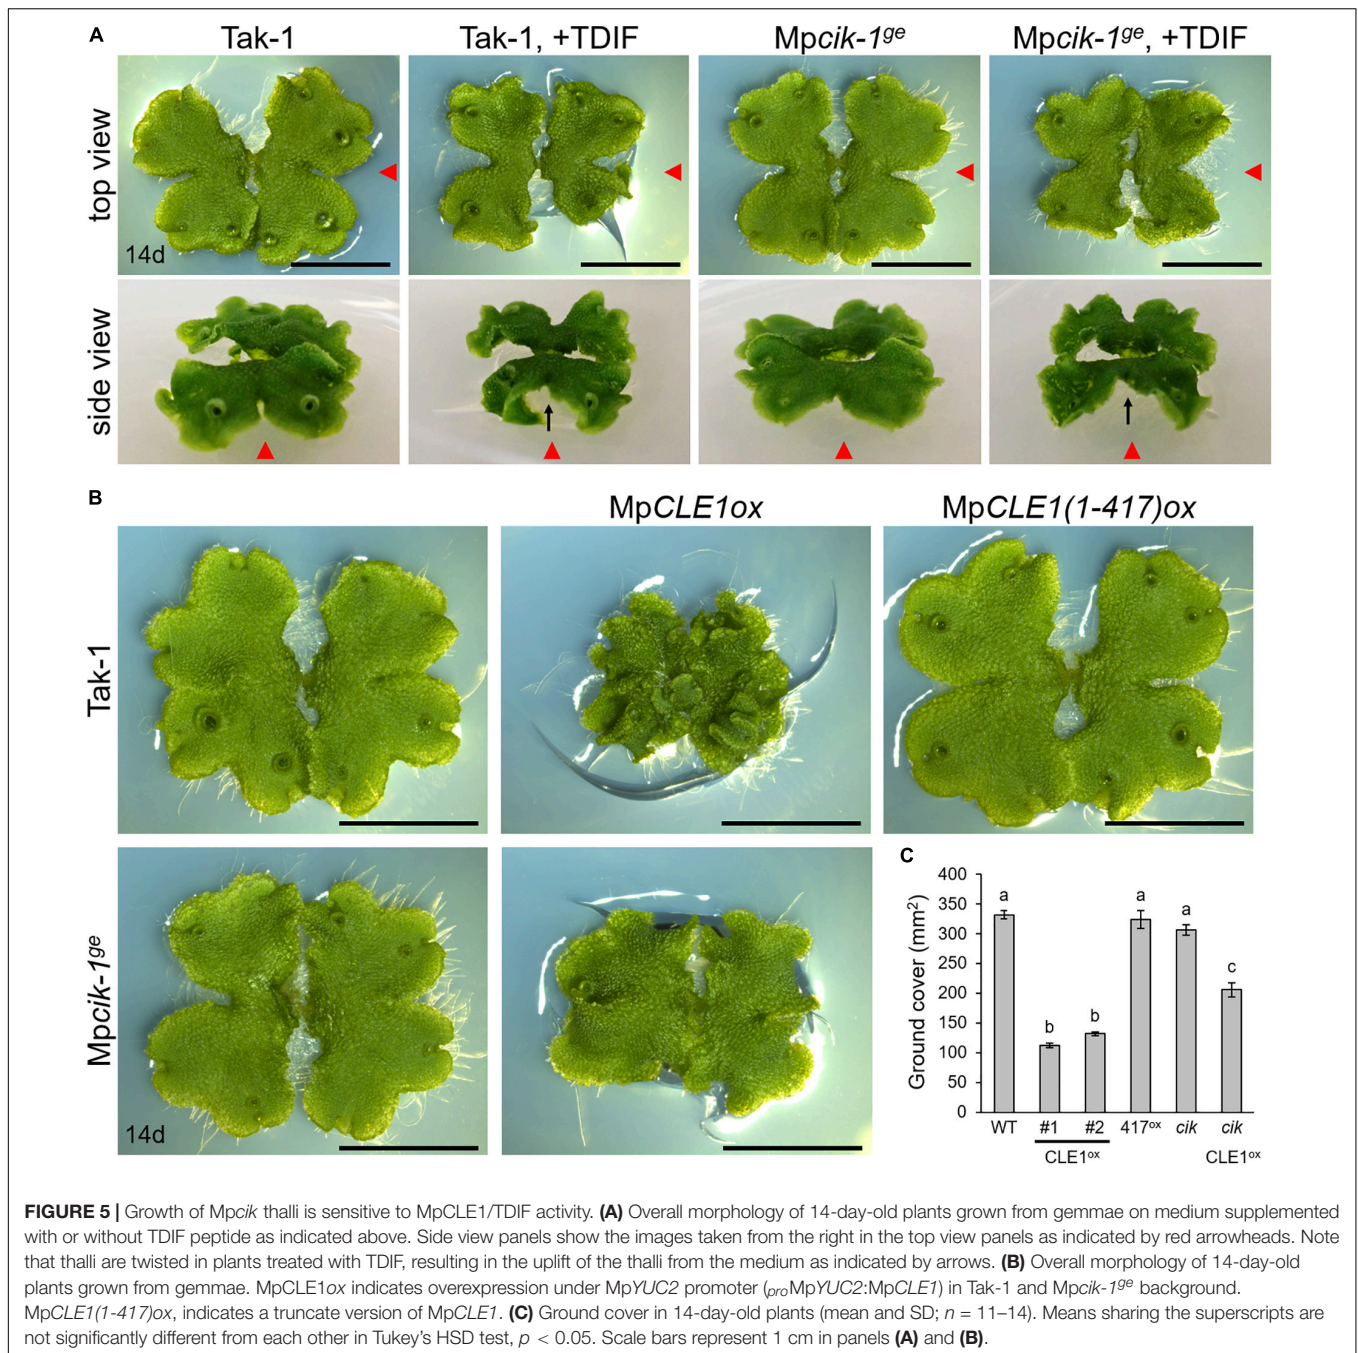 A
Tak-1
Tak-1, +TDIF
Mpcik-1ge
Mpcik-1ge, +TDIF
top view
14d
side view
B
MpCLE1ox
MpCLE1(1-417)ox
Tak-1
Mpcik-1ge
14d
C
Ground cover (mm2)
400
350
300
250
200
150
100
50
0
a
b
b
a
a
c
WT
#1
#2
417ox
cik
cik
CLE1ox
CLE1ox
FIGURE 5 | Growth of Mpcik thalli is sensitive to MpCLE1/TDIF activity. (A) Overall morphology of 14-day-old plants grown from gemmae on medium supplemented
with or without TDIF peptide as indicated above. Side view panels show the images taken from the right in the top view panels as indicated by red arrowheads. Note
that thalli are twisted in plants treated with TDIF, resulting in the uplift of the thalli from the medium as indicated by arrows. (B) Overall morphology of 14-day-old
plants grown from gemmae. MpCLE1ox indicates overexpression under MpYUC2 promoter (proMpYUC2:MpCLE1) in Tak-1 and Mpcik-1ge background.
MpCLE1(1-417)ox, indicates a truncate version of MpCLE1. (C) Ground cover in 14-day-old plants (mean and SD; n = 11–14). Means sharing the superscripts are
not significantly different from each other in Tukey's HSD test, p < 0.05. Scale bars represent 1 cm in panels (A) and (B).